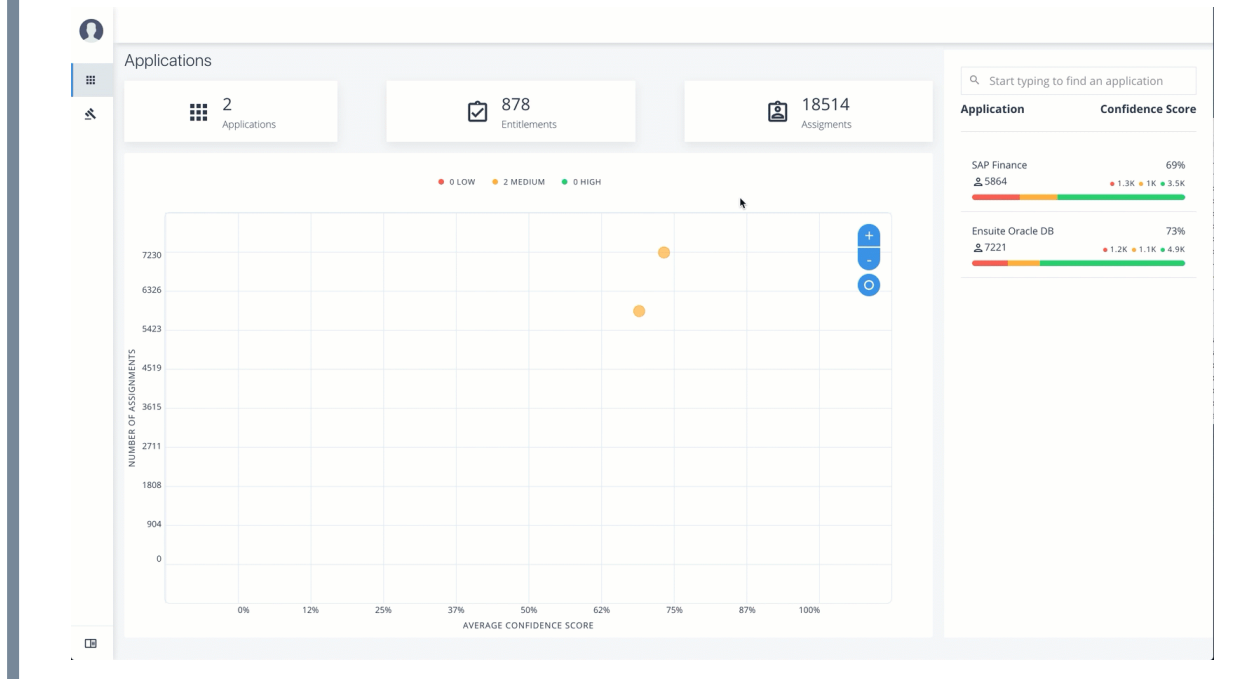 Applications
2
Applications
878
Entitlements
18514
Assigments
0 LOW 2 MEDIUM 0 HIGH
7230
6326
5423
4519
3615
2711
1808
904
0
NUMBER OF ASSIGNMENTS
0% 12% 25% 37% 50% 62% 75% 87% 100%
AVERAGE CONFIDENCE SCORE
+
-
Start typing to find an application
Application Confidence Score
SAP Finance 69%
5864 1.3K 1K 3.5K
Ensuite Oracle DB 73%
7221 1.2K 1.1K 4.9K